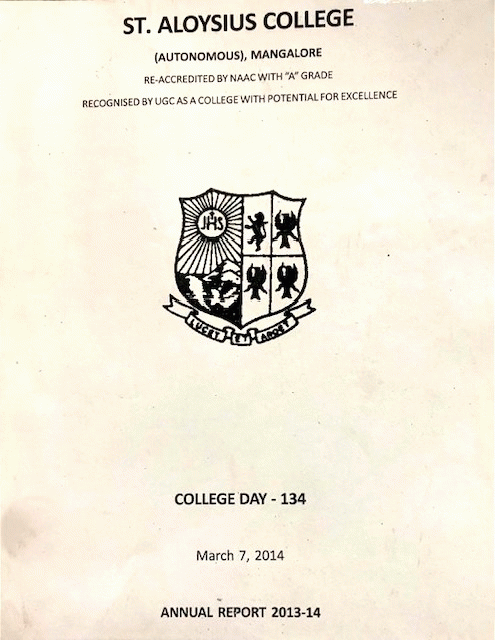 ST. ALOYSIUS COLLEGE
(AUTONOMOUS), MANGALORE
RE-ACCREDITED BY NAAC WITH "A" GRADE
RECOGNISED BY UGC AS A COLLEGE WITH POTENTIAL FOR EXCELLENCE
JHS
LUCET ET ARDET
COLLEGE DAY - 134
March 7, 2014
ANNUAL REPORT 2013-14